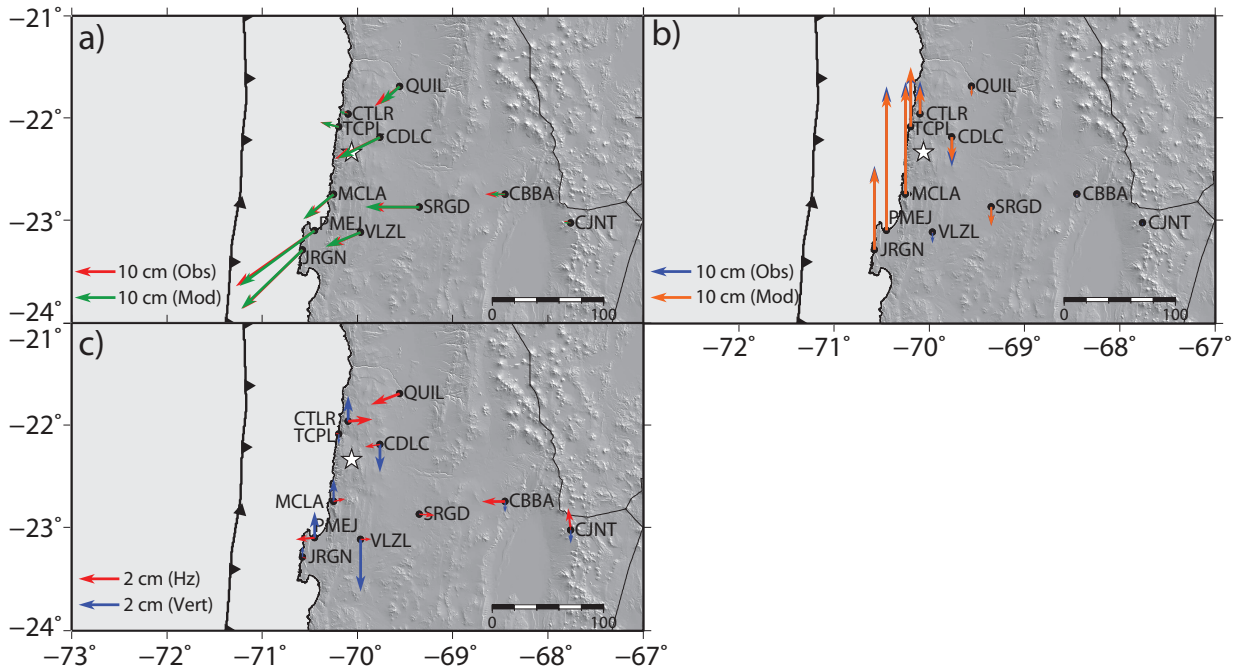 −21°
−22°
−23°
−24°
a)
QUIL
CTLR
TCPL
CDLC
MCLA
SRGD
CBBA
CJNT
PMEJ
VLZL
JRGN
10 cm (Obs)
10 cm (Mod)
0
100
b)
QUIL
CTLR
TCPL
CDLC
MCLA
CBBA
SRGD
PMEJ
VLZL
CJNT
JRGN
10 cm (Obs)
10 cm (Mod)
0
100
−72° −71° −70° −69° −68° −67°
−21°
−22°
−23°
−24°
c)
QUIL
CTLR
TCPL
CDLC
MCLA
CBBA
SRGD
PMEJ
VLZL
CJNT
JRGN
2 cm (Hz)
2 cm (Vert)
0
100
−73° −72° −71° −70° −69° −68° −67°